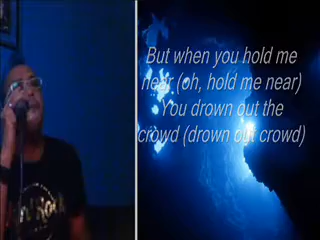 But when you hold me
near (oh, hold me near)
You drown out the
crowd (drown out crowd)